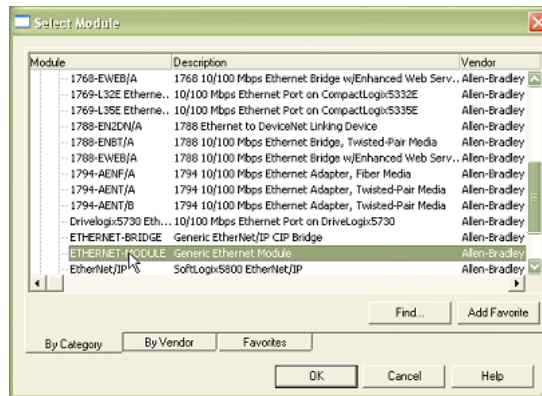 Select Module
Module Description Vendor
1768-EWEB/A 1768 10/100 Mbps Ethernet Bridge w/Enhanced Web Serv.. Allen-Bradley
1769-L32E Etherne.. 10/100 Mbps Ethernet Port on CompactLogix5332E Allen-Bradley
1769-L35E Etherne.. 10/100 Mbps Ethernet Port on CompactLogix5335E Allen-Bradley
1788-EN2DN/A 1788 Ethernet to DeviceNet Linking Device Allen-Bradley
1788-ENBT/A 1788 10/100 Mbps Ethernet Bridge, Twisted-Pair Media Allen-Bradley
1788-EWEB/A 1788 10/100 Mbps Ethernet Bridge w/Enhanced Web Serv.. Allen-Bradley
1794-AENF/A 1794 10/100 Mbps Ethernet Adapter, Fiber Media Allen-Bradley
1794-AENT/A 1794 10/100 Mbps Ethernet Adapter, Twisted-Pair Media Allen-Bradley
1794-AENT/B 1794 10/100 Mbps Ethernet Adapter, Twisted-Pair Media Allen-Bradley
Drivelogix5730 Eth... 10/100 Mbps Ethernet Port on DriveLogix5730 Allen-Bradley
ETHERNET-BRIDGE Generic EtherNet/IP CIP Bridge Allen-Bradley
ETHERNET-MODULE Generic Ethernet Module Allen-Bradley
EtherNet/IP SoftLogix5800 EtherNet/IP Allen-Bradley
Find... Add Favorite
By Category By Vendor Favorites
OK Cancel Help